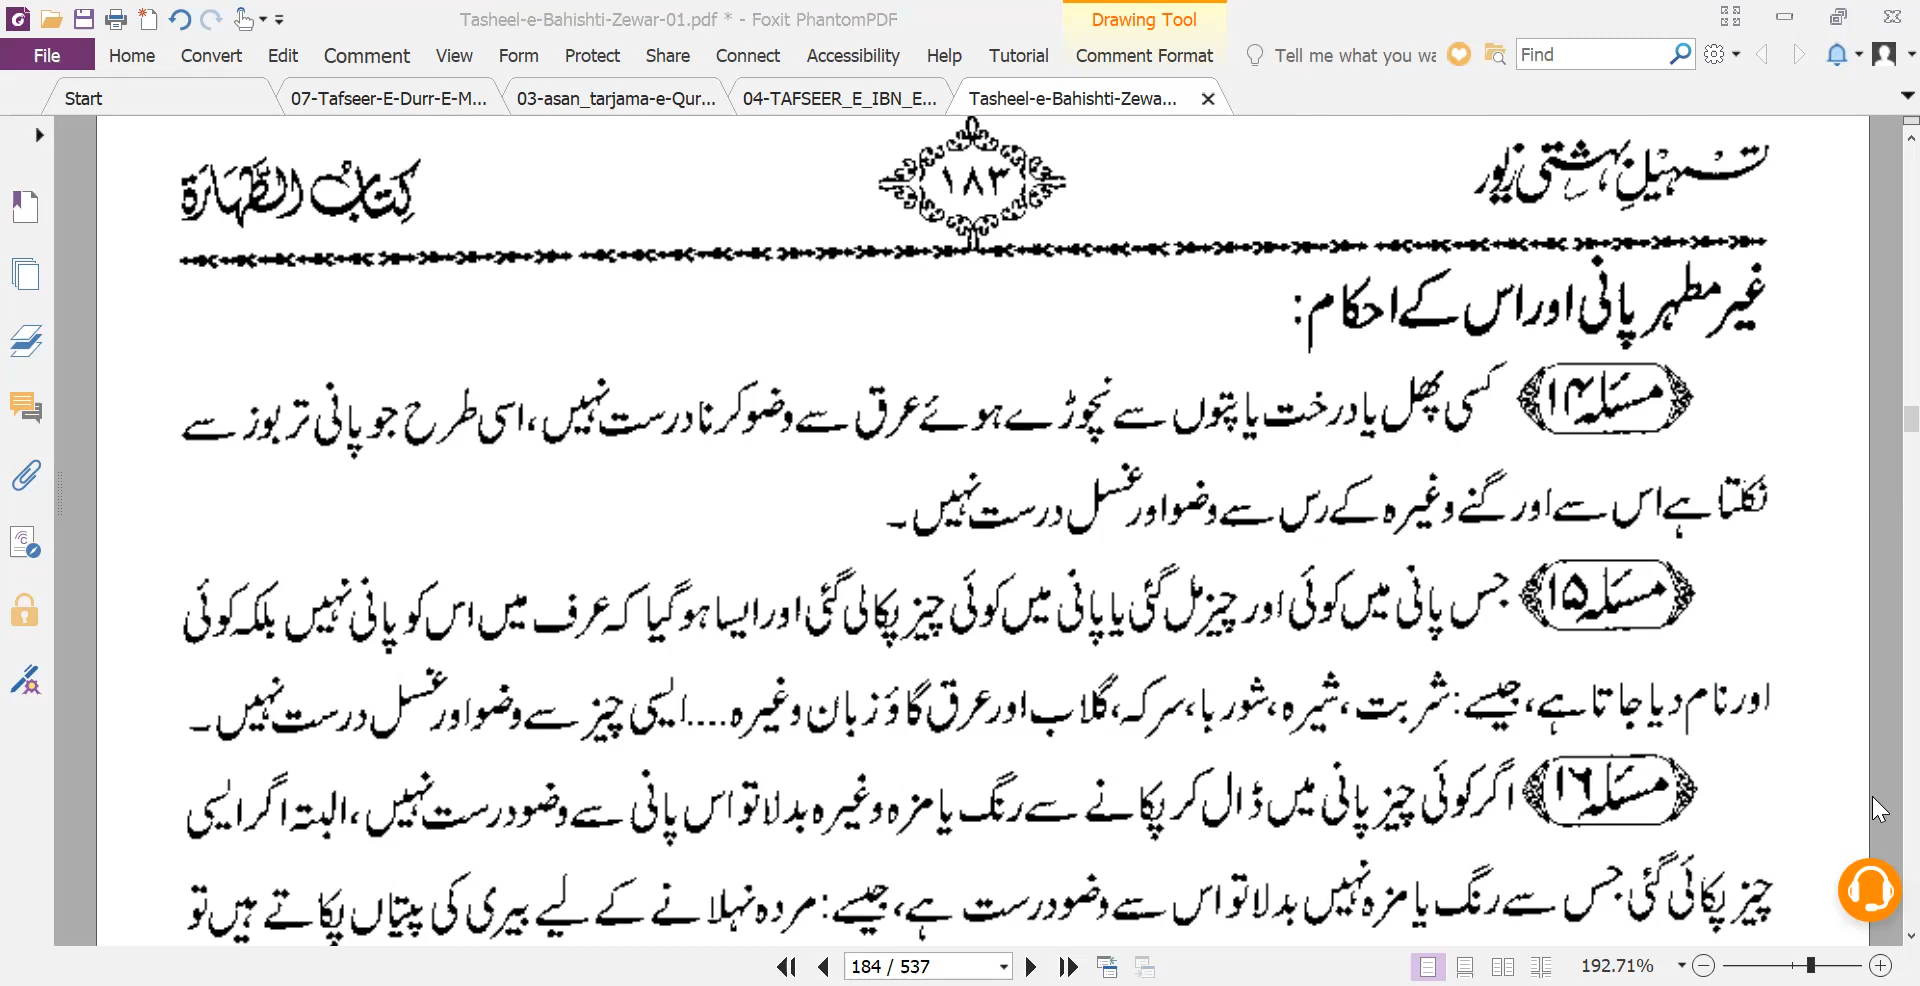 Tasheel-e-Bahishti-Zewar-01.pdf * - Foxit PhantomPDF
Drawing Tool
File Home Convert Edit Comment View Form Protect Share Connect Accessibility Help Tutorial Comment Format Tell me what you wa Find
Start 07-Tafseer-E-Durr-E-M... 03-asan_tarjama-e-Qur... 04-TAFSEER_E_IBN_E... Tasheel-e-Bahishti-Zewa...
تسہیلِ بہشتی زیور ۱۸۳ کِتَابُ الطَّهَارَة
غیر مطہر پانی اور اس کے احکام:
مسئلہ ۱۴ کسی پھل یا درخت یا پتوں سے نچوڑے ہوئے عرق سے وضو کرنا درست نہیں، اسی طرح جو پانی تربوز سے
نکلتا ہے اس سے اور گنے وغیرہ کے رس سے وضو اور غسل درست نہیں۔
مسئلہ ۱۵ جس پانی میں کوئی اور چیز مل گئی یا پانی میں کوئی چیز پکالی گئی اور ایسا ہو گیا کہ عرف میں اس کو پانی نہیں بلکہ کوئی
اور نام دیا جاتا ہے، جیسے: شربت، شیرہ، شوربا، سرکہ، گلاب اور عرق گاؤ زبان وغیرہ....ایسی چیز سے وضو اور غسل درست نہیں۔
مسئلہ ۱۶ اگر کوئی چیز پانی میں ڈال کر پکانے سے رنگ یا مزہ وغیرہ بدلا تو اس پانی سے وضو درست نہیں، البتہ اگر ایسی
چیز پکائی گئی جس سے رنگ یا مزہ نہیں بدلا تو اس سے وضو درست ہے، جیسے: مردہ نہلانے کے لیے بیری کی پتیاں پکاتے ہیں تو
184 / 537 192.71%